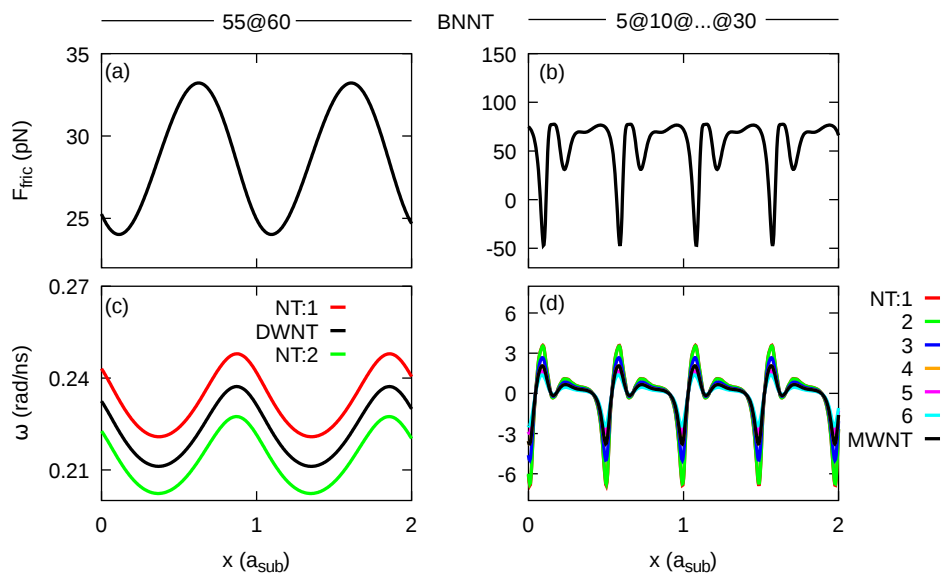 55@60 BNNT 5@10@...@30
(a)
F_fric (pN)
35
30
25
(b)
150
100
50
0
-50
(c)
ω (rad/ns)
0.27
0.24
0.21
NT:1
DWNT
NT:2
0 1 2
x (a_sub)
(d)
6
3
0
-3
-6
0 1 2
x (a_sub)
NT:1
2
3
4
5
6
MWNT